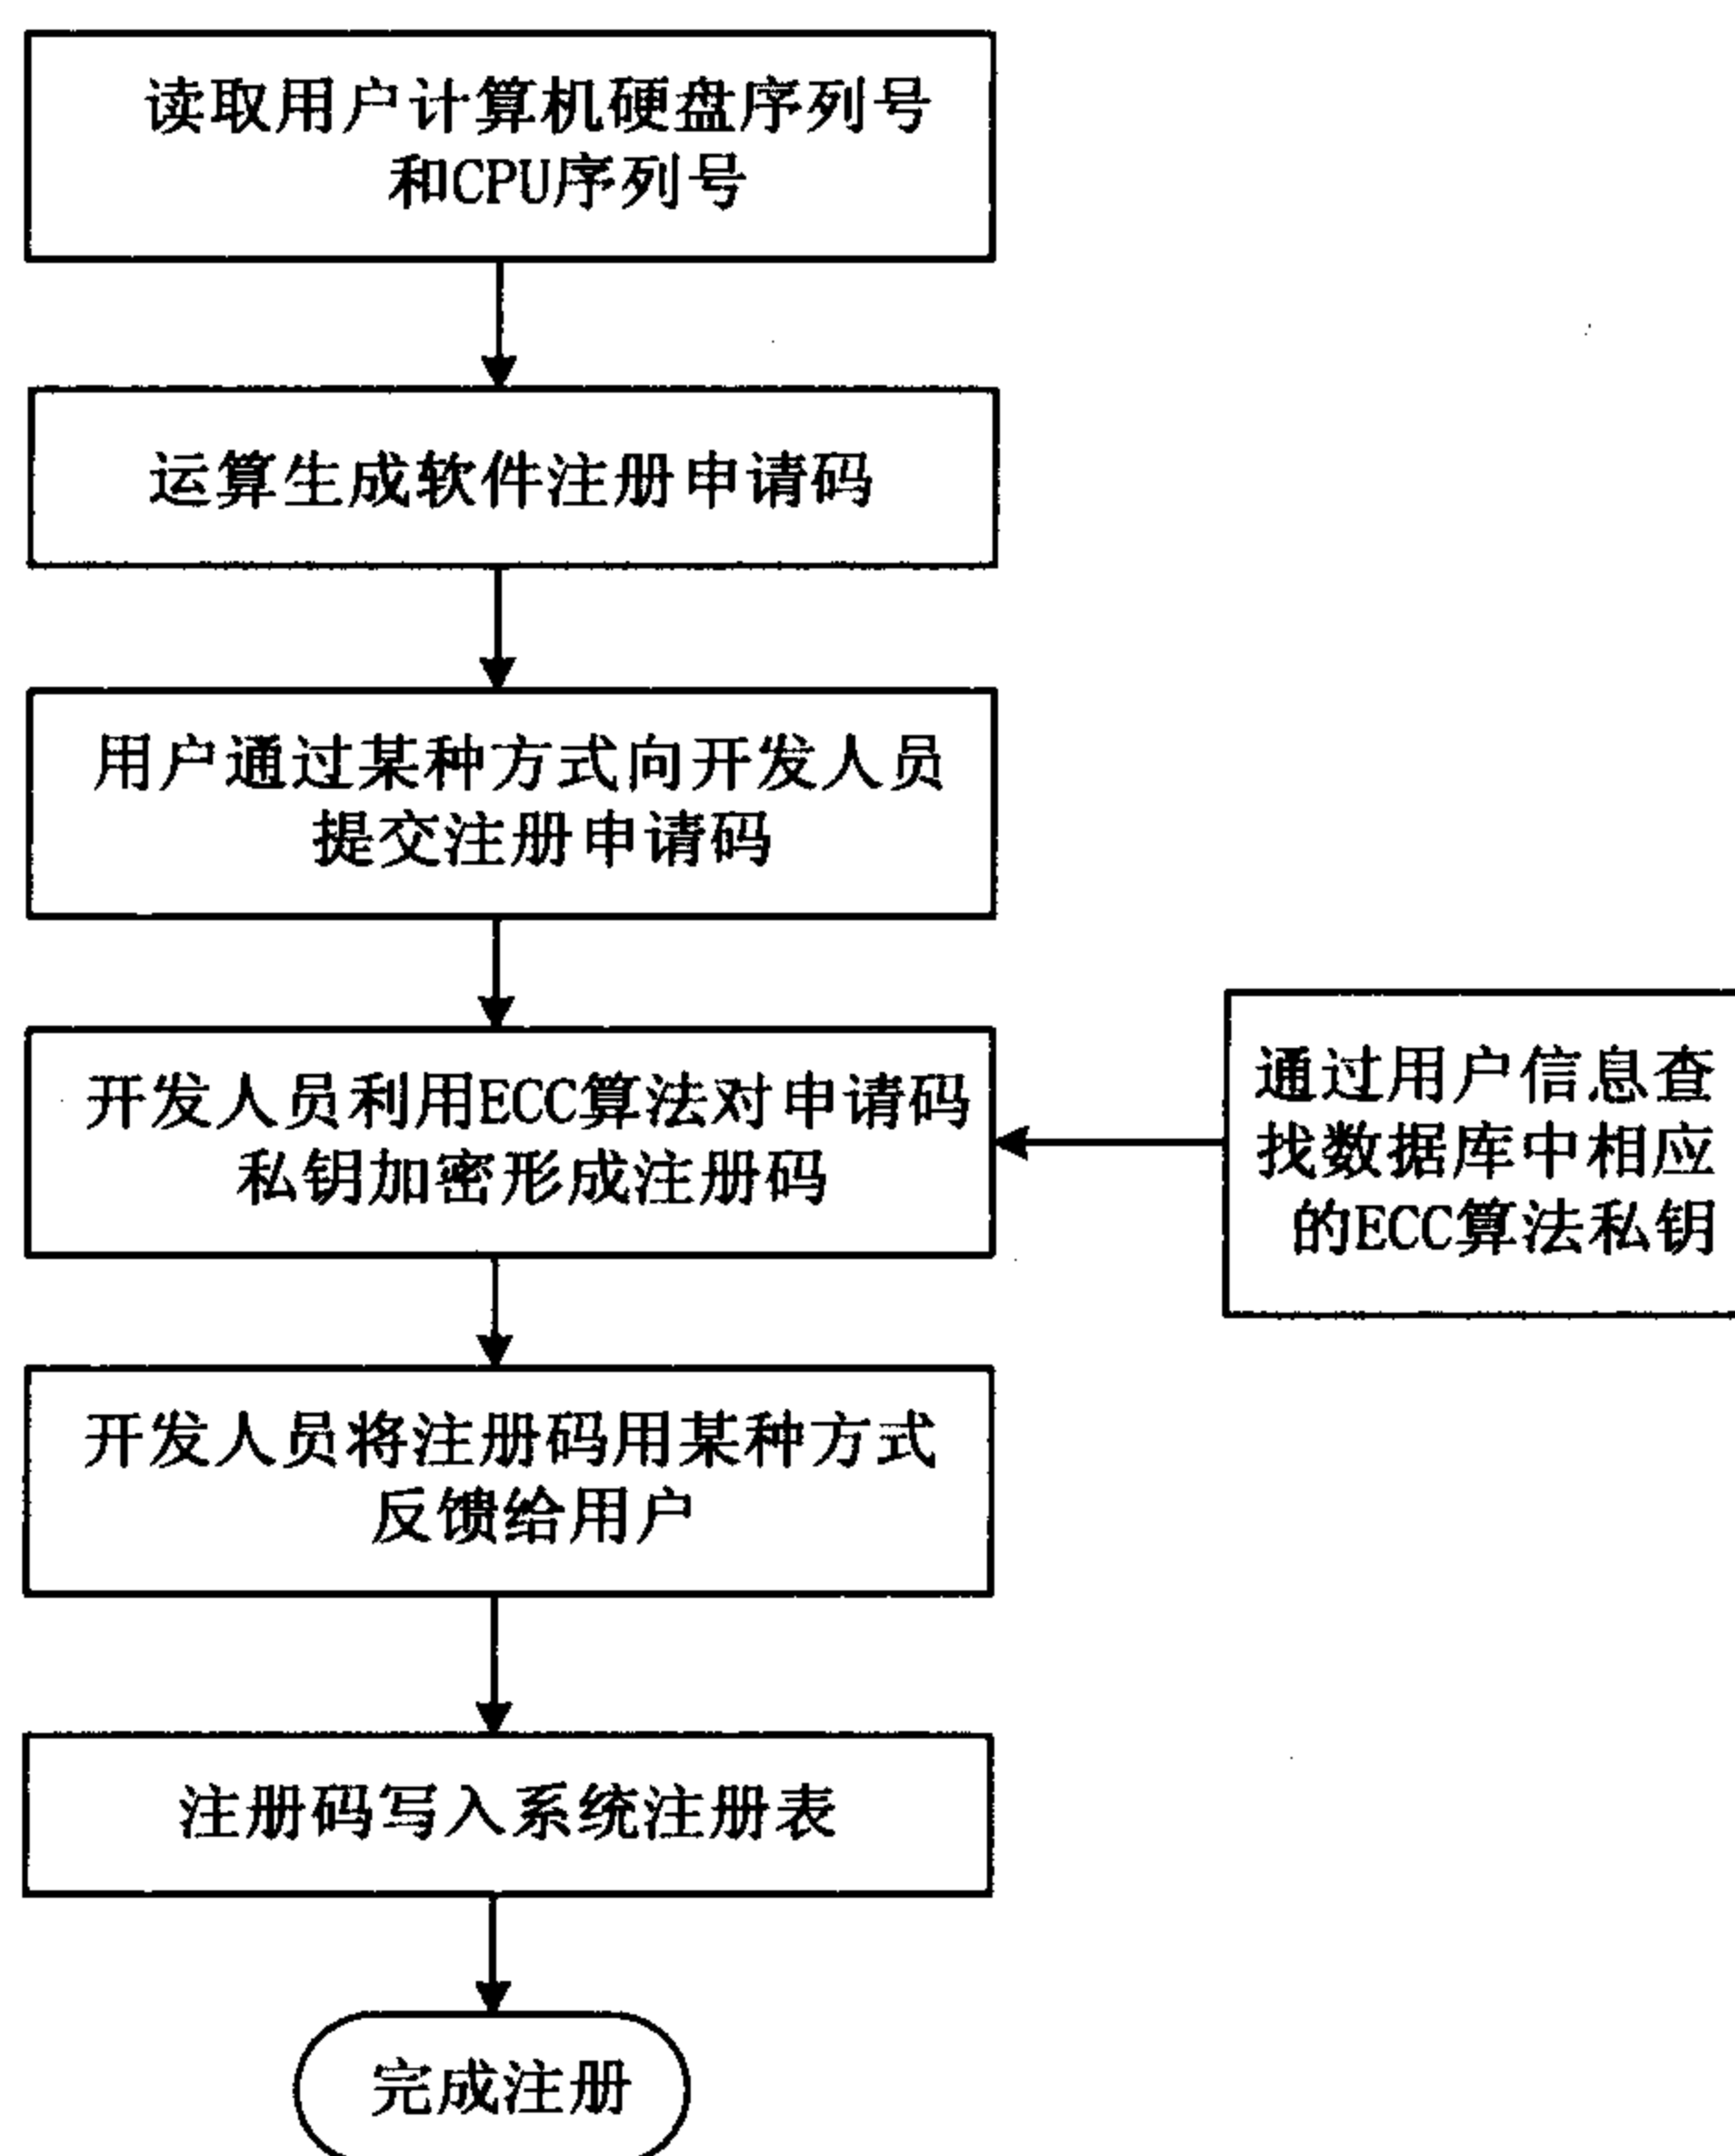 读取用户计算机硬盘序列号
和CPU序列号
运算生成软件注册申请码
用户通过某种方式向开发人员
提交注册申请码
开发人员利用ECC算法对申请码
私钥加密形成注册码
通过用户信息查
找数据库中相应
的ECC算法私钥
开发人员将注册码用某种方式
反馈给用户
注册码写入系统注册表
完成注册